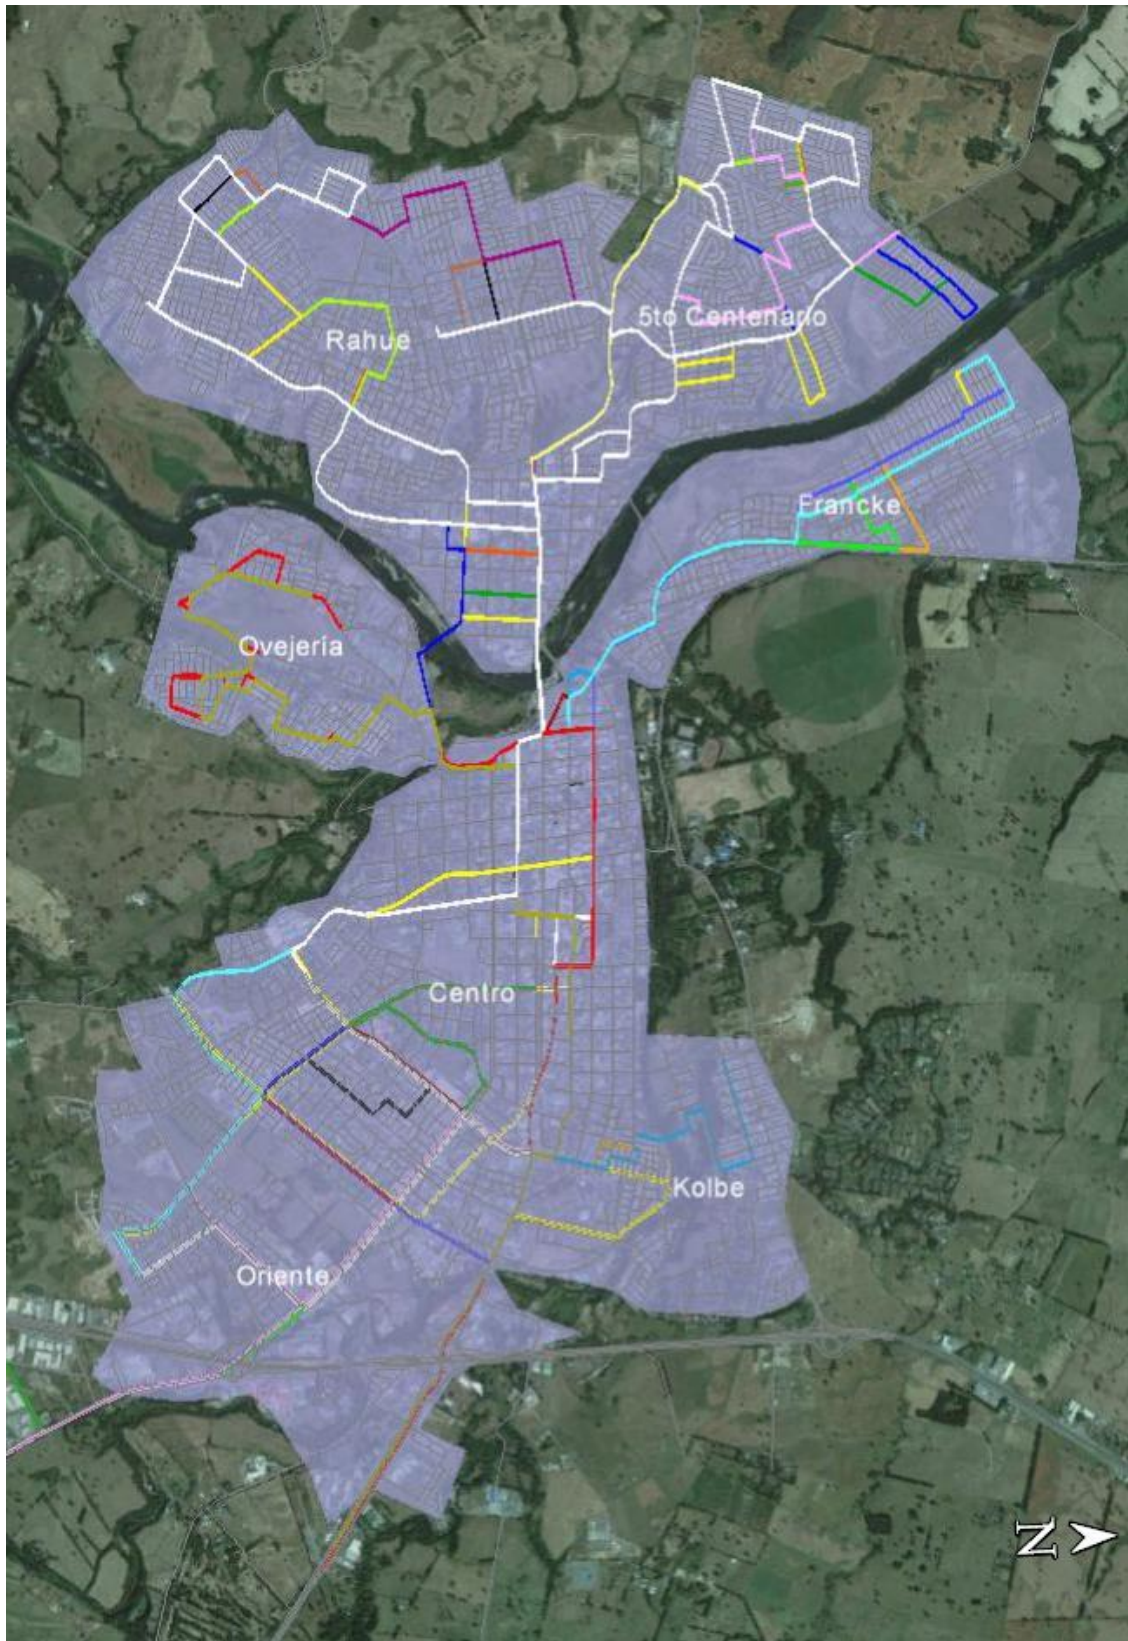 5to Centenario
Rahue
Francke
Ovejería
Centro
Kolbe
Oriente
N